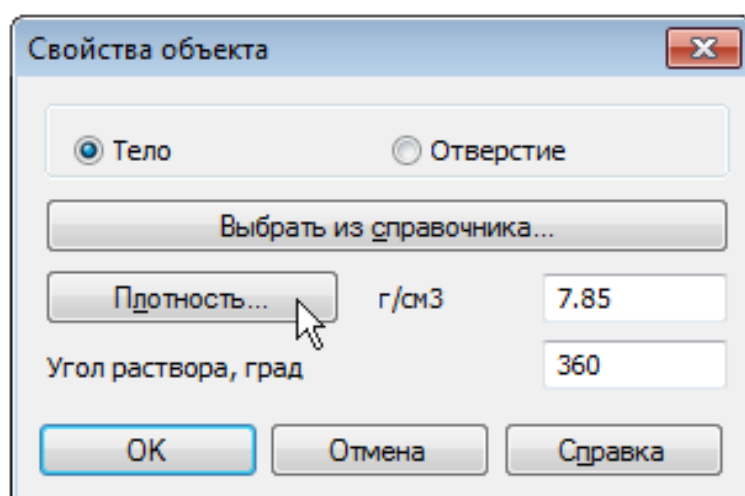 Свойства объекта
Тело Отверстие
Выбрать из справочника...
Плотность... г/см3 7.85
Угол раствора, град 360
OK Отмена Справка